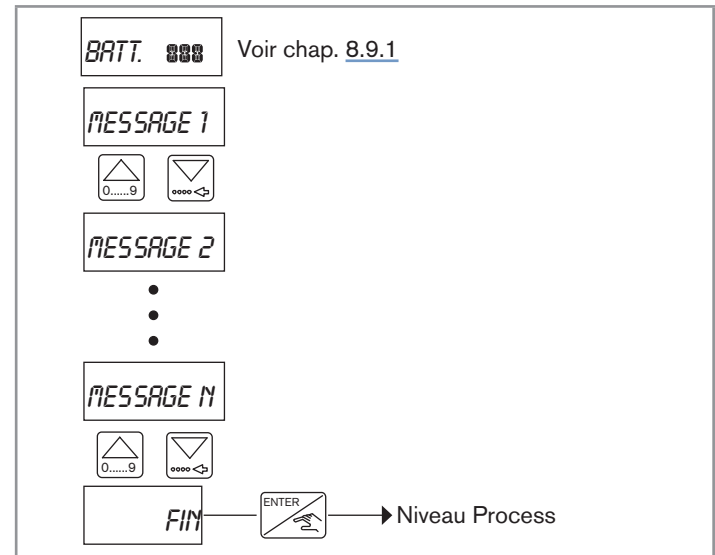 BATT. 888 Voir chap. 8.9.1
MESSAGE 1
0......9
MESSAGE 2
MESSAGE N
0......9
FIN ENTER Niveau Process